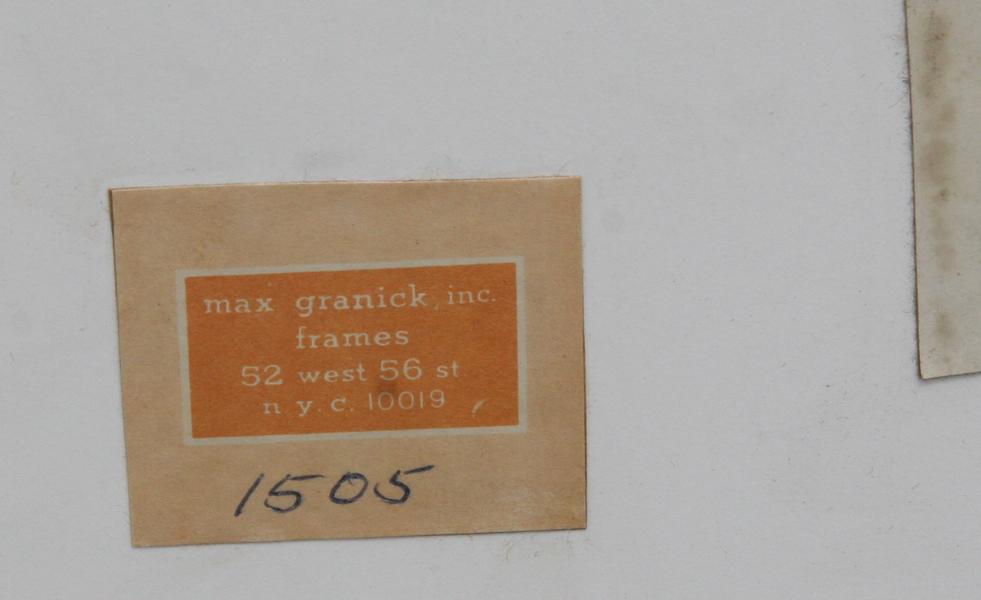 max granick, inc.
frames
52 west 56 st
n y. c. 10019
1505